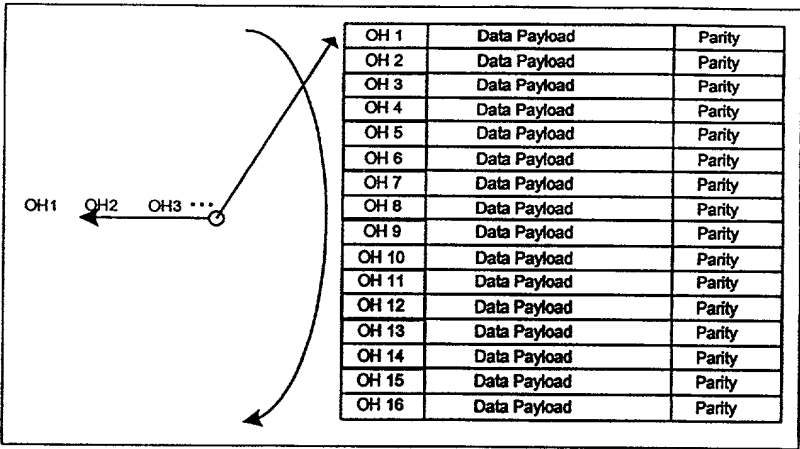 OH 1 Data Payload Parity
OH 2 Data Payload Parity
OH 3 Data Payload Parity
OH 4 Data Payload Parity
OH 5 Data Payload Parity
OH 6 Data Payload Parity
OH 7 Data Payload Parity
OH1 OH2 OH3 ...
OH 8 Data Payload Parity
OH 9 Data Payload Parity
OH 10 Data Payload Parity
OH 11 Data Payload Parity
OH 12 Data Payload Parity
OH 13 Data Payload Parity
OH 14 Data Payload Parity
OH 15 Data Payload Parity
OH 16 Data Payload Parity